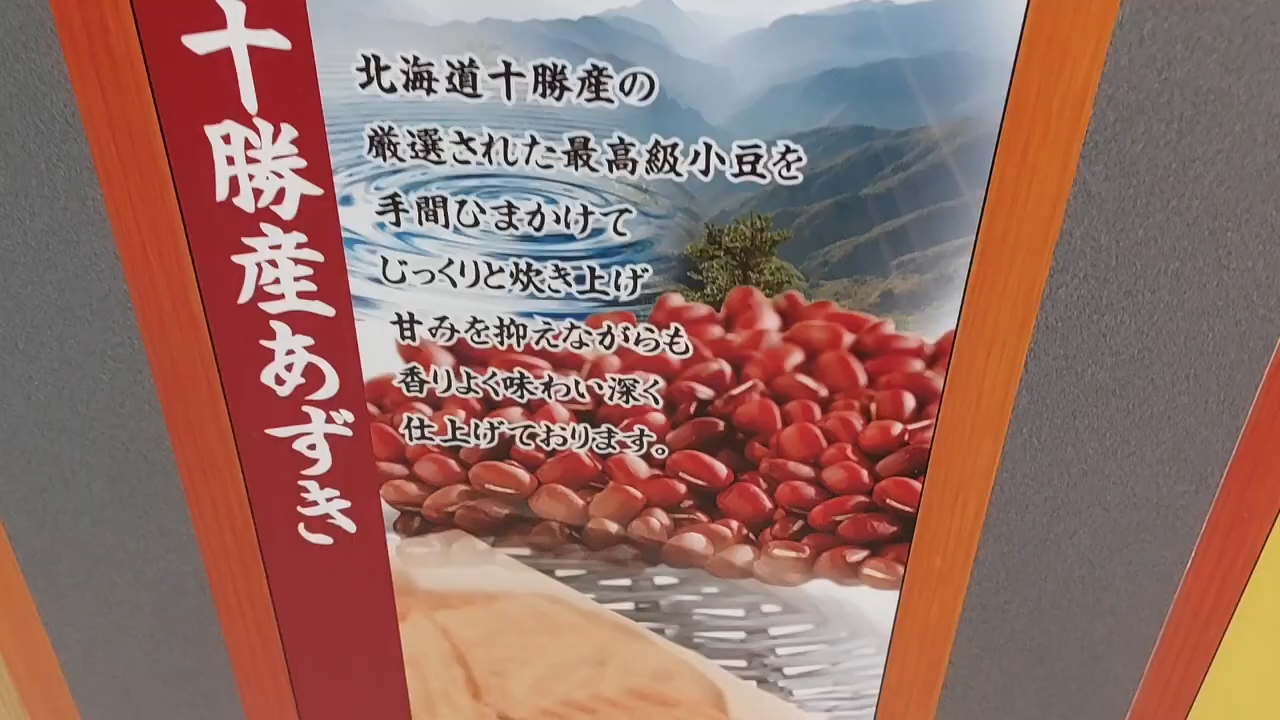 十勝産あずき
北海道十勝産の
厳選された最高級小豆を
手間ひまかけて
じっくりと炊き上げ
甘みを抑えながらも
香りよく味わい深く
仕上げております。